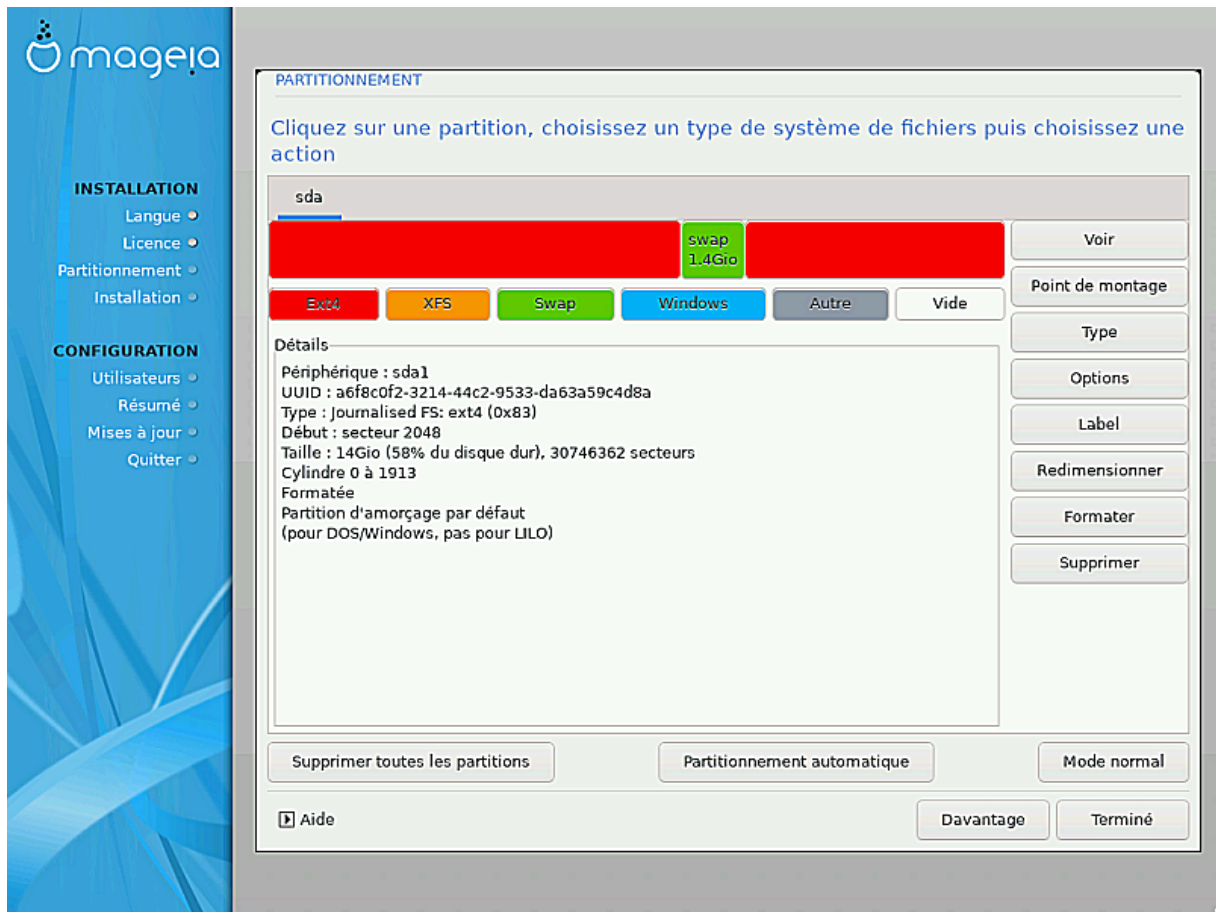 mageia
INSTALLATION
Langue
Licence
Partitionnement
Installation
CONFIGURATION
Utilisateurs
Résumé
Mises à jour
Quitter
PARTITIONNEMENT
Cliquez sur une partition, choisissez un type de système de fichiers puis choisissez une
action
sda
swap
1.4Gio
Ext4
XFS
Swap
Windows
Autre
Vide
Détails
Périphérique : sda1
UUID : a6f8c0f2-3214-44c2-9533-da63a59c4d8a
Type : Journalised FS: ext4 (0x83)
Début : secteur 2048
Taille : 14Gio (58% du disque dur), 30746362 secteurs
Cylindre 0 à 1913
Formatée
Partition d'amorçage par défaut
(pour DOS/Windows, pas pour LILO)
Voir
Point de montage
Type
Options
Label
Redimensionner
Formater
Supprimer
Supprimer toutes les partitions
Partitionnement automatique
Mode normal
Aide
Davantage
Terminé